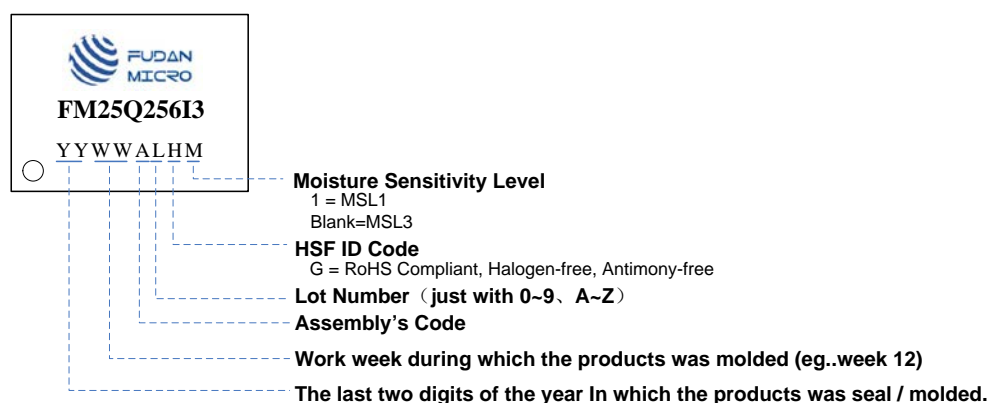 FUDAN
MICRO
FM25Q256I3
YYWWALHM
Moisture Sensitivity Level
1 = MSL1
Blank=MSL3
HSF ID Code
G = RoHS Compliant, Halogen-free, Antimony-free
Lot Number（just with 0~9、A~Z）
Assembly’s Code
Work week during which the products was molded (eg..week 12)
The last two digits of the year In which the products was seal / molded.